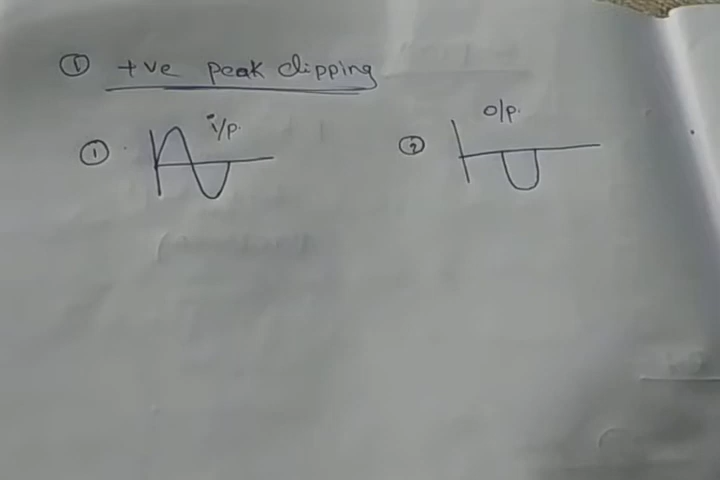 ① +ve peak clipping
① i/p.
② o/p.